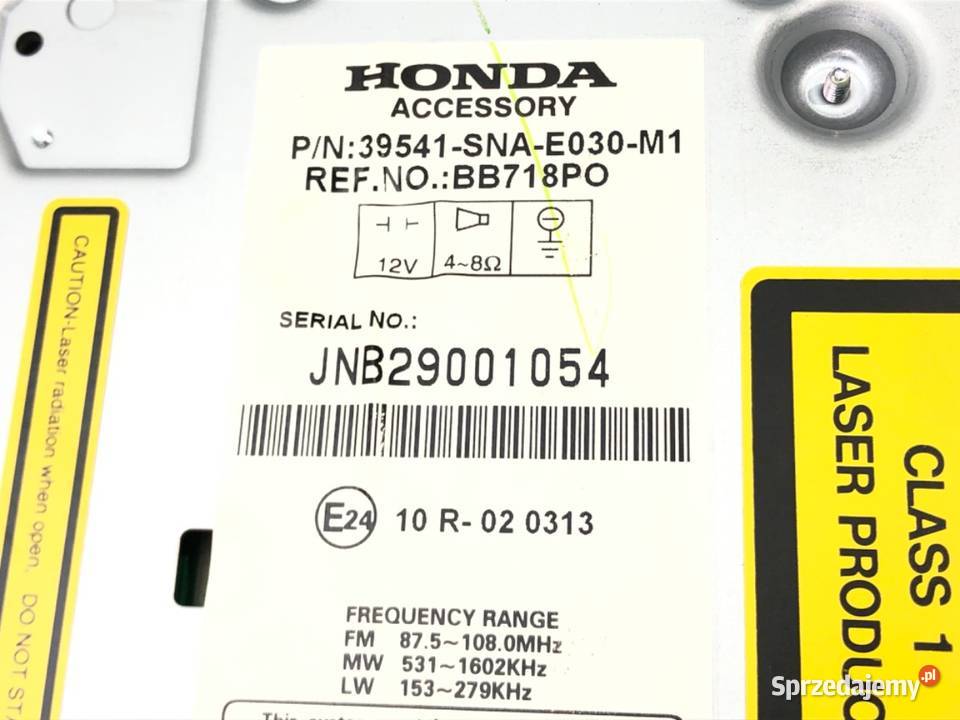 HONDA
ACCESSORY
P/N:39541-SNA-E030-M1
REF.NO.:BB718PO
12V 4~8Ω
SERIAL NO.:
JNB29001054
E24 10 R- 02 0313
FREQUENCY RANGE
FM 87.5~108.0MHz
MW 531~1602KHz
LW 153~279KHz
CAUTION-Laser radiation when open. DO NOT
CLASS 1
LASER
Sprzedajemy.pl